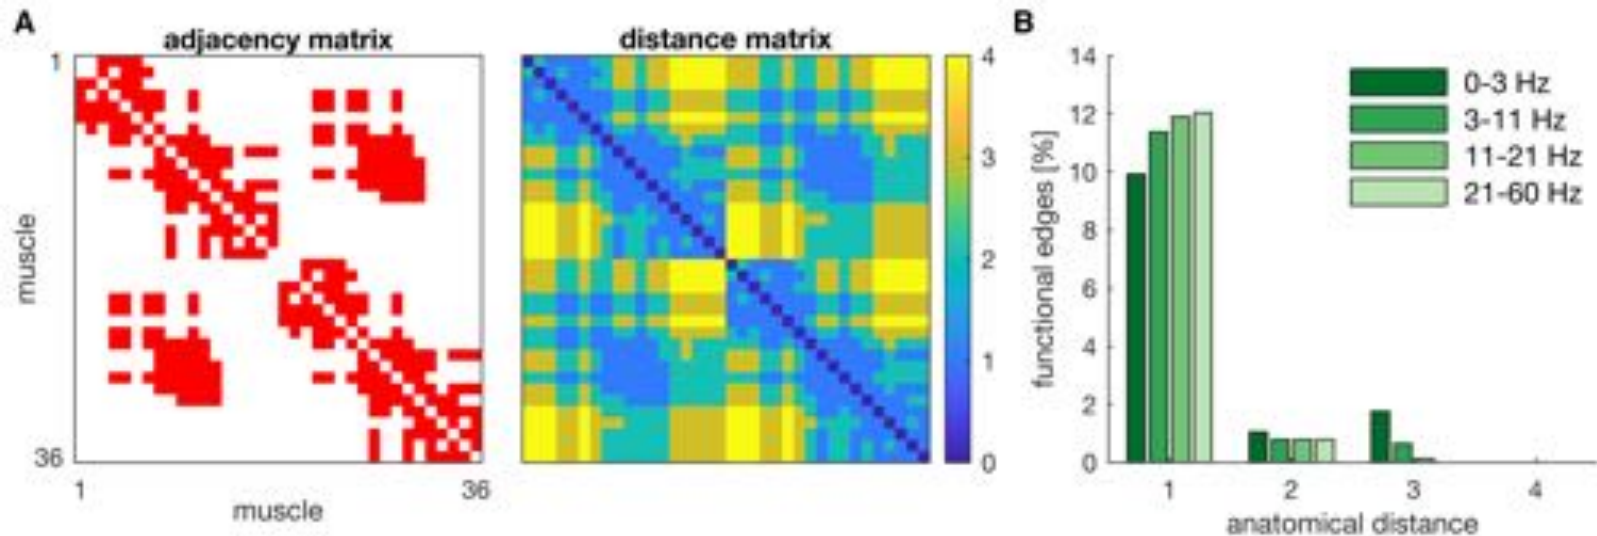 A
adjacency matrix
1
muscle
36
1
36
muscle
distance matrix
4
3
2
1
0
B
14
12
10
8
6
4
2
0
functional edges [%]
0-3 Hz
3-11 Hz
11-21 Hz
21-60 Hz
1
2
3
4
anatomical distance